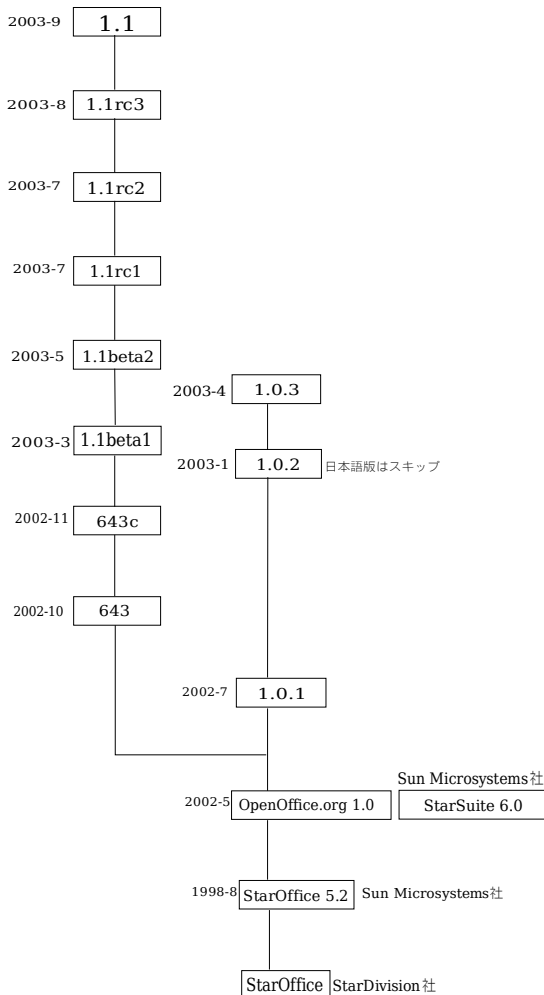 2003-9 1.1
2003-8 1.1rc3
2003-7 1.1rc2
2003-7 1.1rc1
2003-5 1.1beta2
2003-4 1.0.3
2003-3 1.1beta1
2003-1 1.0.2 日本語版はスキップ
2002-11 643c
2002-10 643
2002-7 1.0.1
Sun Microsystems社
2002-5 OpenOffice.org 1.0 StarSuite 6.0
1998-8 StarOffice 5.2 Sun Microsystems社
StarOffice StarDivision社